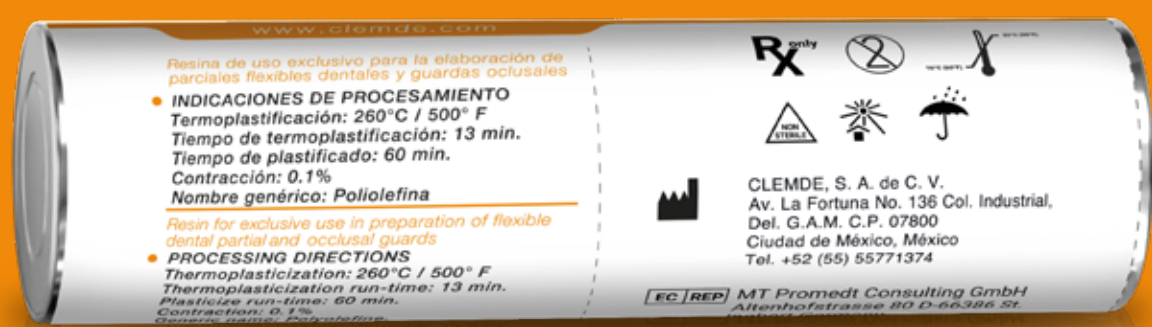 www.clemde.com
Resina de uso exclusivo para la elaboración de
parciales flexibles dentales y guardas oclusales
INDICACIONES DE PROCESAMIENTO
Termoplastificación: 260°C / 500° F
Tiempo de termoplastificación: 13 min.
Tiempo de plastificado: 60 min.
Contracción: 0.1%
Nombre genérico: Poliolefina
Resin for exclusive use in preparation of flexible
dental partial and occlusal guards
PROCESSING DIRECTIONS
Thermoplasticization: 260°C / 500° F
Thermoplasticization run-time: 13 min.
Plasticize run-time: 60 min.
Contraction: 0.1%
Generic name: Polyolefine.
Rx only
2
NON
STERILE
CLEMDE, S. A. de C. V.
Av. La Fortuna No. 136 Col. Industrial,
Del. G.A.M. C.P. 07800
Ciudad de México, México
Tel. +52 (55) 55771374
EC REP MT Promedt Consulting GmbH
Altenhofstrasse 80 D-66386 St.